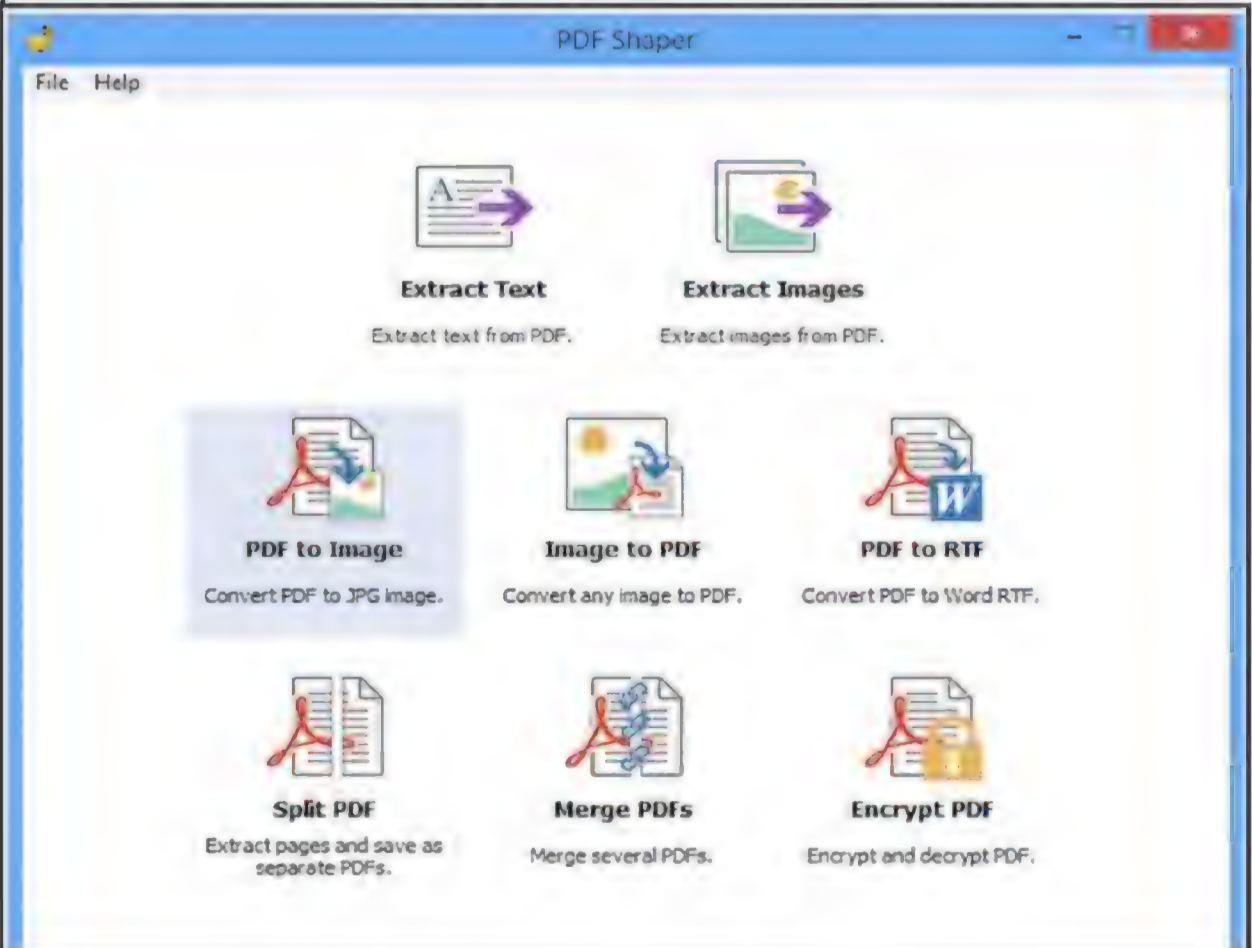 PDF Shaper
File Help
Extract Text Extract Images
Extract text from PDF. Extract images from PDF.
PDF to Image Image to PDF PDF to RTF
Convert PDF to JPG image. Convert any image to PDF. Convert PDF to Word RTF.
Split PDF Merge PDFs Encrypt PDF
Extract pages and save as
separate PDFs. Merge several PDFs. Encrypt and decrypt PDF.